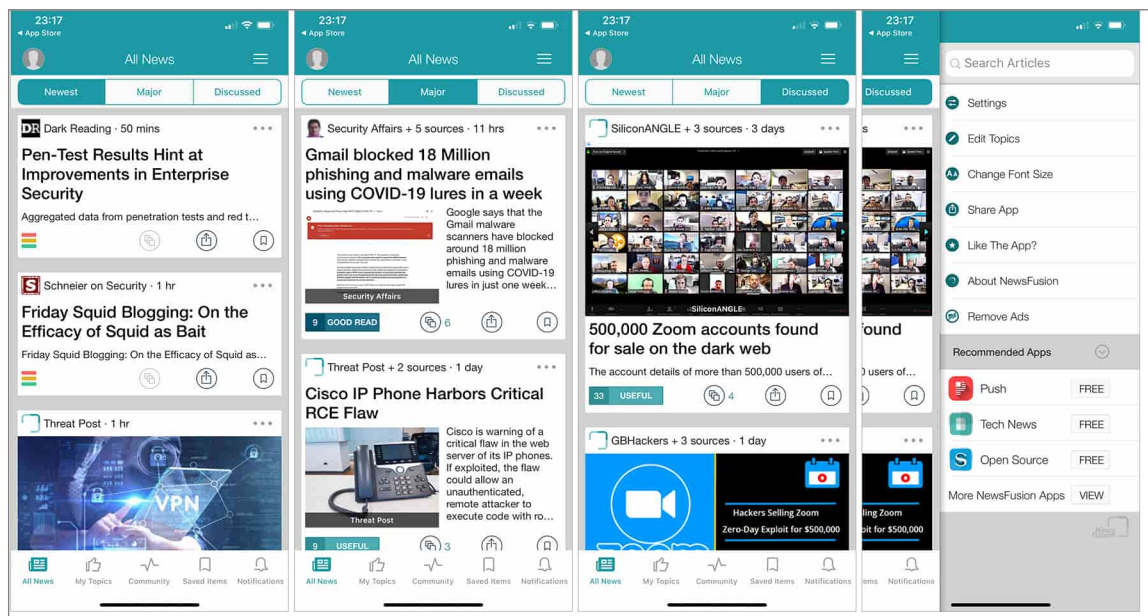 23:17
App Store
All News
Newest
Major
Discussed
DR Dark Reading · 50 mins
Pen-Test Results Hint at
Improvements in Enterprise
Security
Aggregated data from penetration tests and red t...
S Schneier on Security · 1 hr
Friday Squid Blogging: On the
Efficacy of Squid as Bait
Friday Squid Blogging: On the Efficacy of Squid as...
Threat Post · 1 hr
VPN
All News
My Topics
Community
Saved Items
Notifications
23:17
App Store
All News
Newest
Major
Discussed
Security Affairs + 5 sources · 11 hrs
Gmail blocked 18 Million
phishing and malware emails
using COVID-19 lures in a week
Google says that the
Gmail malware
scanners have blocked
around 18 million
phishing and malware
emails using COVID-19
lures in just one week...
Security Affairs
9 GOOD READ
6
Threat Post + 2 sources · 1 day
Cisco IP Phone Harbors Critical
RCE Flaw
Cisco is warning of a
critical flaw in the web
server of its IP phones.
If exploited, the flaw
could allow an
unauthenticated,
remote attacker to
execute code with ro...
Threat Post
9 USEFUL
3
All News
My Topics
Community
Saved Items
Notifications
23:17
App Store
All News
Newest
Major
Discussed
SiliconANGLE + 3 sources · 3 days
SiliconANGLE
500,000 Zoom accounts found
for sale on the dark web
The account details of more than 500,000 users of...
33 USEFUL
4
GBHackers + 3 sources · 1 day
Hackers Selling Zoom
Zero-Day Exploit for $500,000
zoom
All News
My Topics
Community
Saved Items
Notifications
23:17
App Store
Discussed
s
ound
0 users of...
lling Zoom
oit for $500,000
ems
Notifications
Search Articles
Settings
Edit Topics
AA Change Font Size
Share App
Like The App?
About NewsFusion
Remove Ads
Recommended Apps
Push
FREE
Tech News
FREE
Open Source
FREE
More NewsFusion Apps
VIEW
News
Fusion